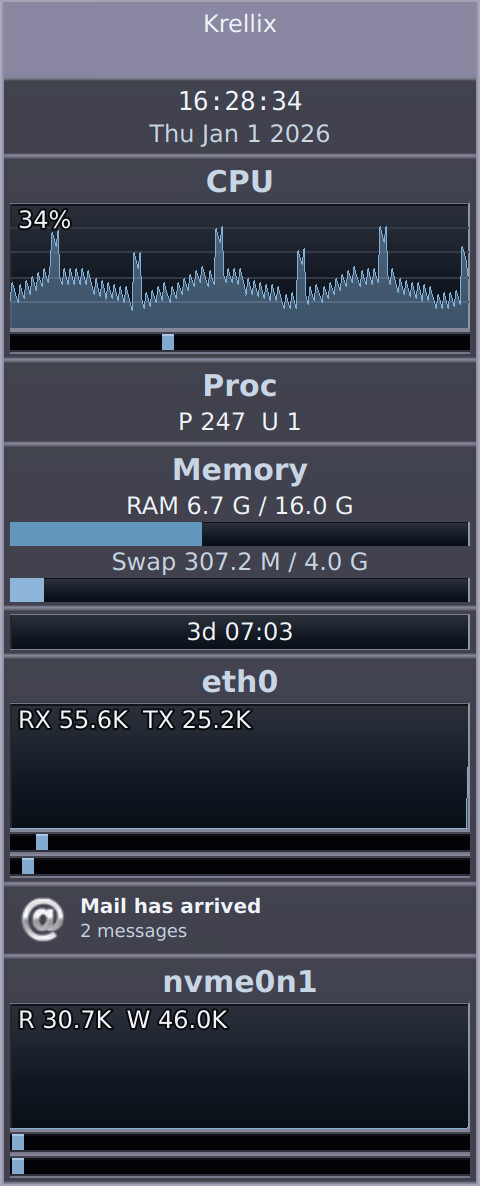 Krellix
16:28:34
Thu Jan 1 2026
CPU
34%
Proc
P 247 U 1
Memory
RAM 6.7 G / 16.0 G
Swap 307.2 M / 4.0 G
3d 07:03
eth0
RX 55.6K TX 25.2K
@
Mail has arrived
2 messages
nvme0n1
R 30.7K W 46.0K